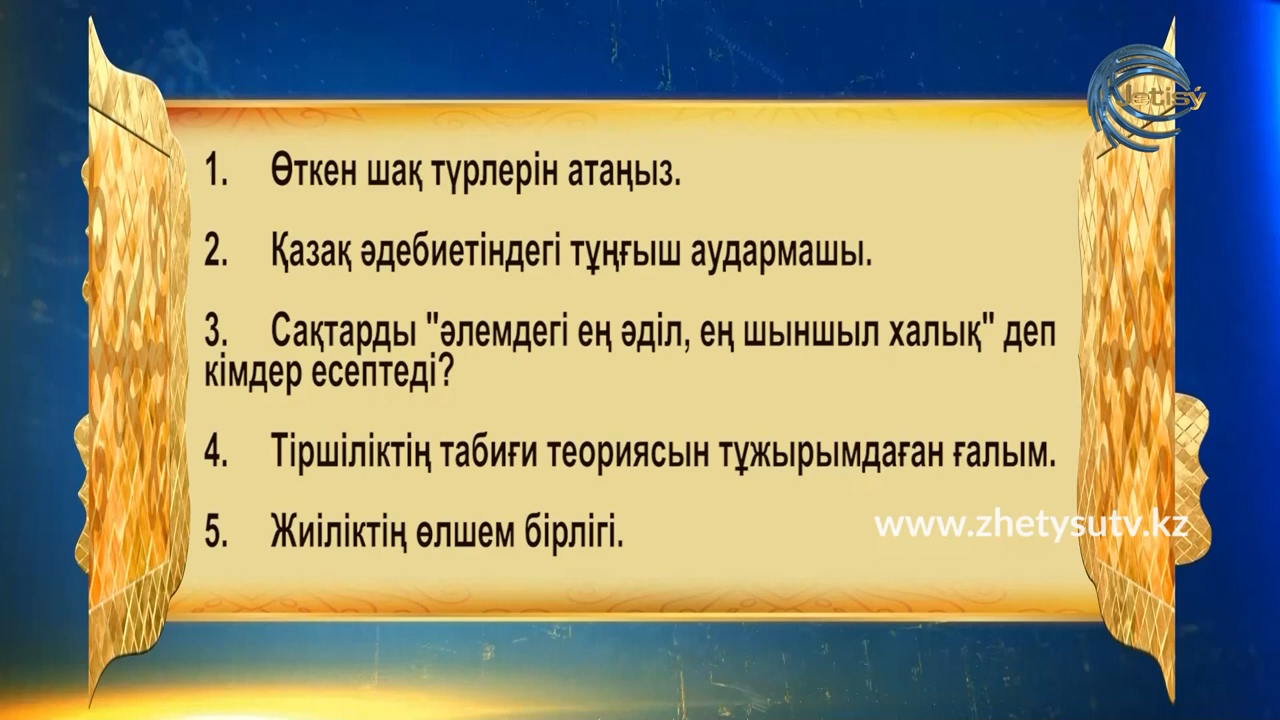 Jetisý
1. Өткен шақ түрлерін атаңыз.
2. Қазақ әдебиетіндегі тұңғыш аудармашы.
3. Сақтарды "әлемдегі ең әділ, ең шыншыл халық" деп
кімдер есептеді?
4. Тіршіліктің табиғи теориясын тұжырымдаған ғалым.
5. Жиіліктің өлшем бірлігі.
www.zhetysutv.kz